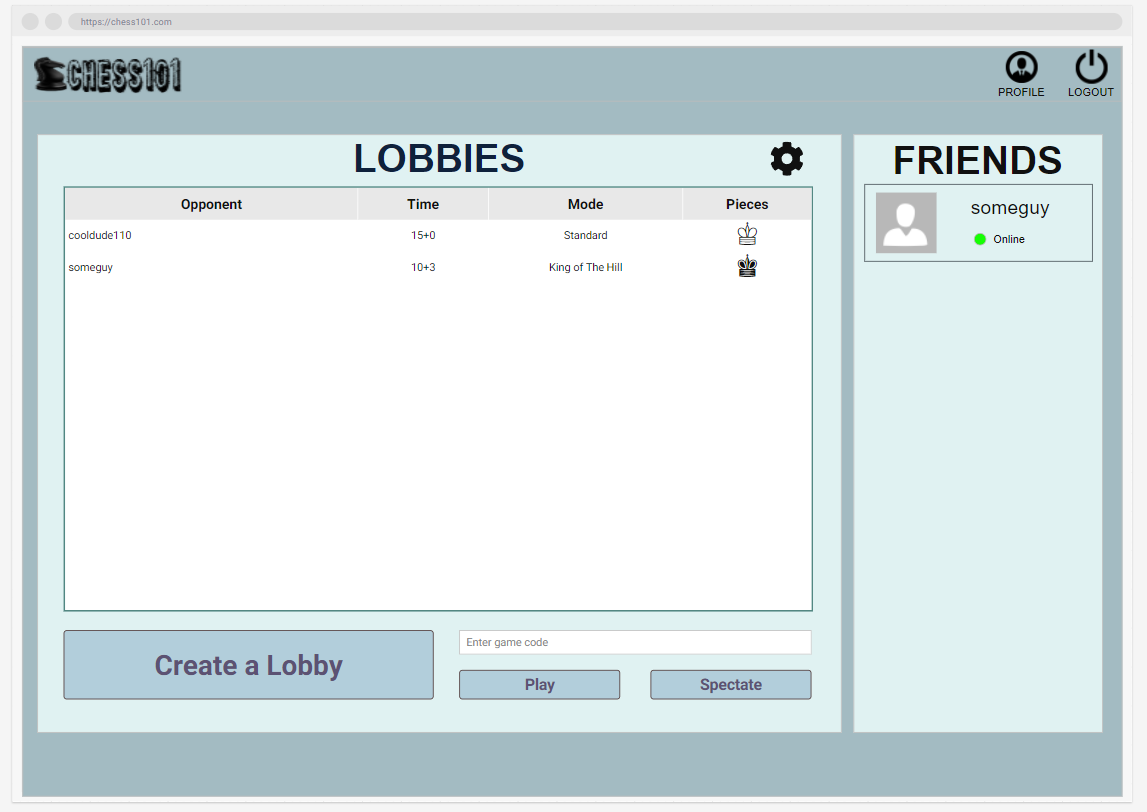 https://chess101.com
CHESS101
PROFILE
LOGOUT
LOBBIES
Opponent Time Mode Pieces
cooldude110 15+0 Standard
someguy 10+3 King of The Hill
Create a Lobby
Enter game code
Play Spectate
FRIENDS
someguy
Online